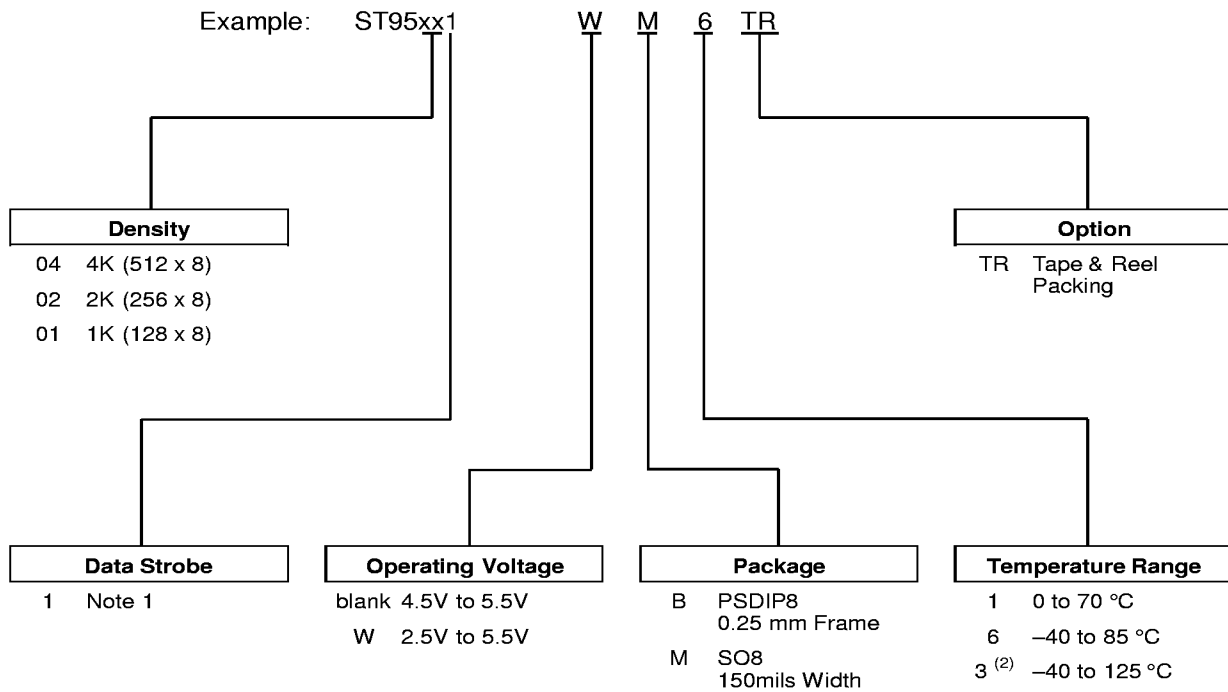 Example: ST95xx1 W M 6 TR
Density
04 4K (512 x 8)
02 2K (256 x 8)
01 1K (128 x 8)
Option
TR Tape & Reel
Packing
Data Strobe
1 Note 1
Operating Voltage
blank 4.5V to 5.5V
W 2.5V to 5.5V
Package
B PSDIP8
0.25 mm Frame
M SO8
150mils Width
Temperature Range
1 0 to 70 °C
6 –40 to 85 °C
3 (2) –40 to 125 °C